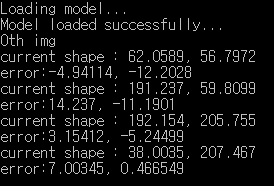 Loading model...
Model loaded successfully...
0th img
current shape : 62.0589, 56.7972
error:-4.94114, -12.2028
current shape : 191.237, 59.8099
error:14.237, -11.1901
current shape : 192.154, 205.755
error:3.15412, -5.24499
current shape : 38.0035, 207.467
error:7.00345, 0.466549